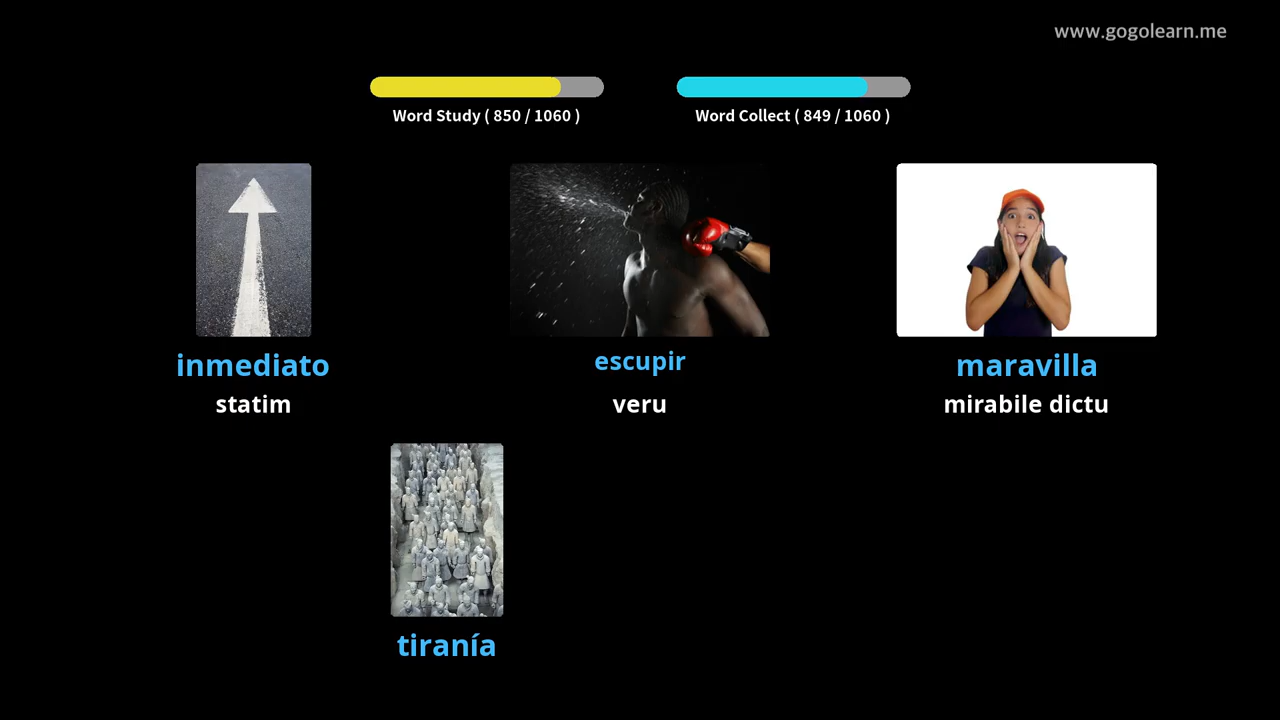 www.gogolearn.me
Word Study ( 850 / 1060 )
Word Collect ( 849 / 1060 )
inmediato
statim
escupir
veru
maravilla
mirabile dictu
tiranía